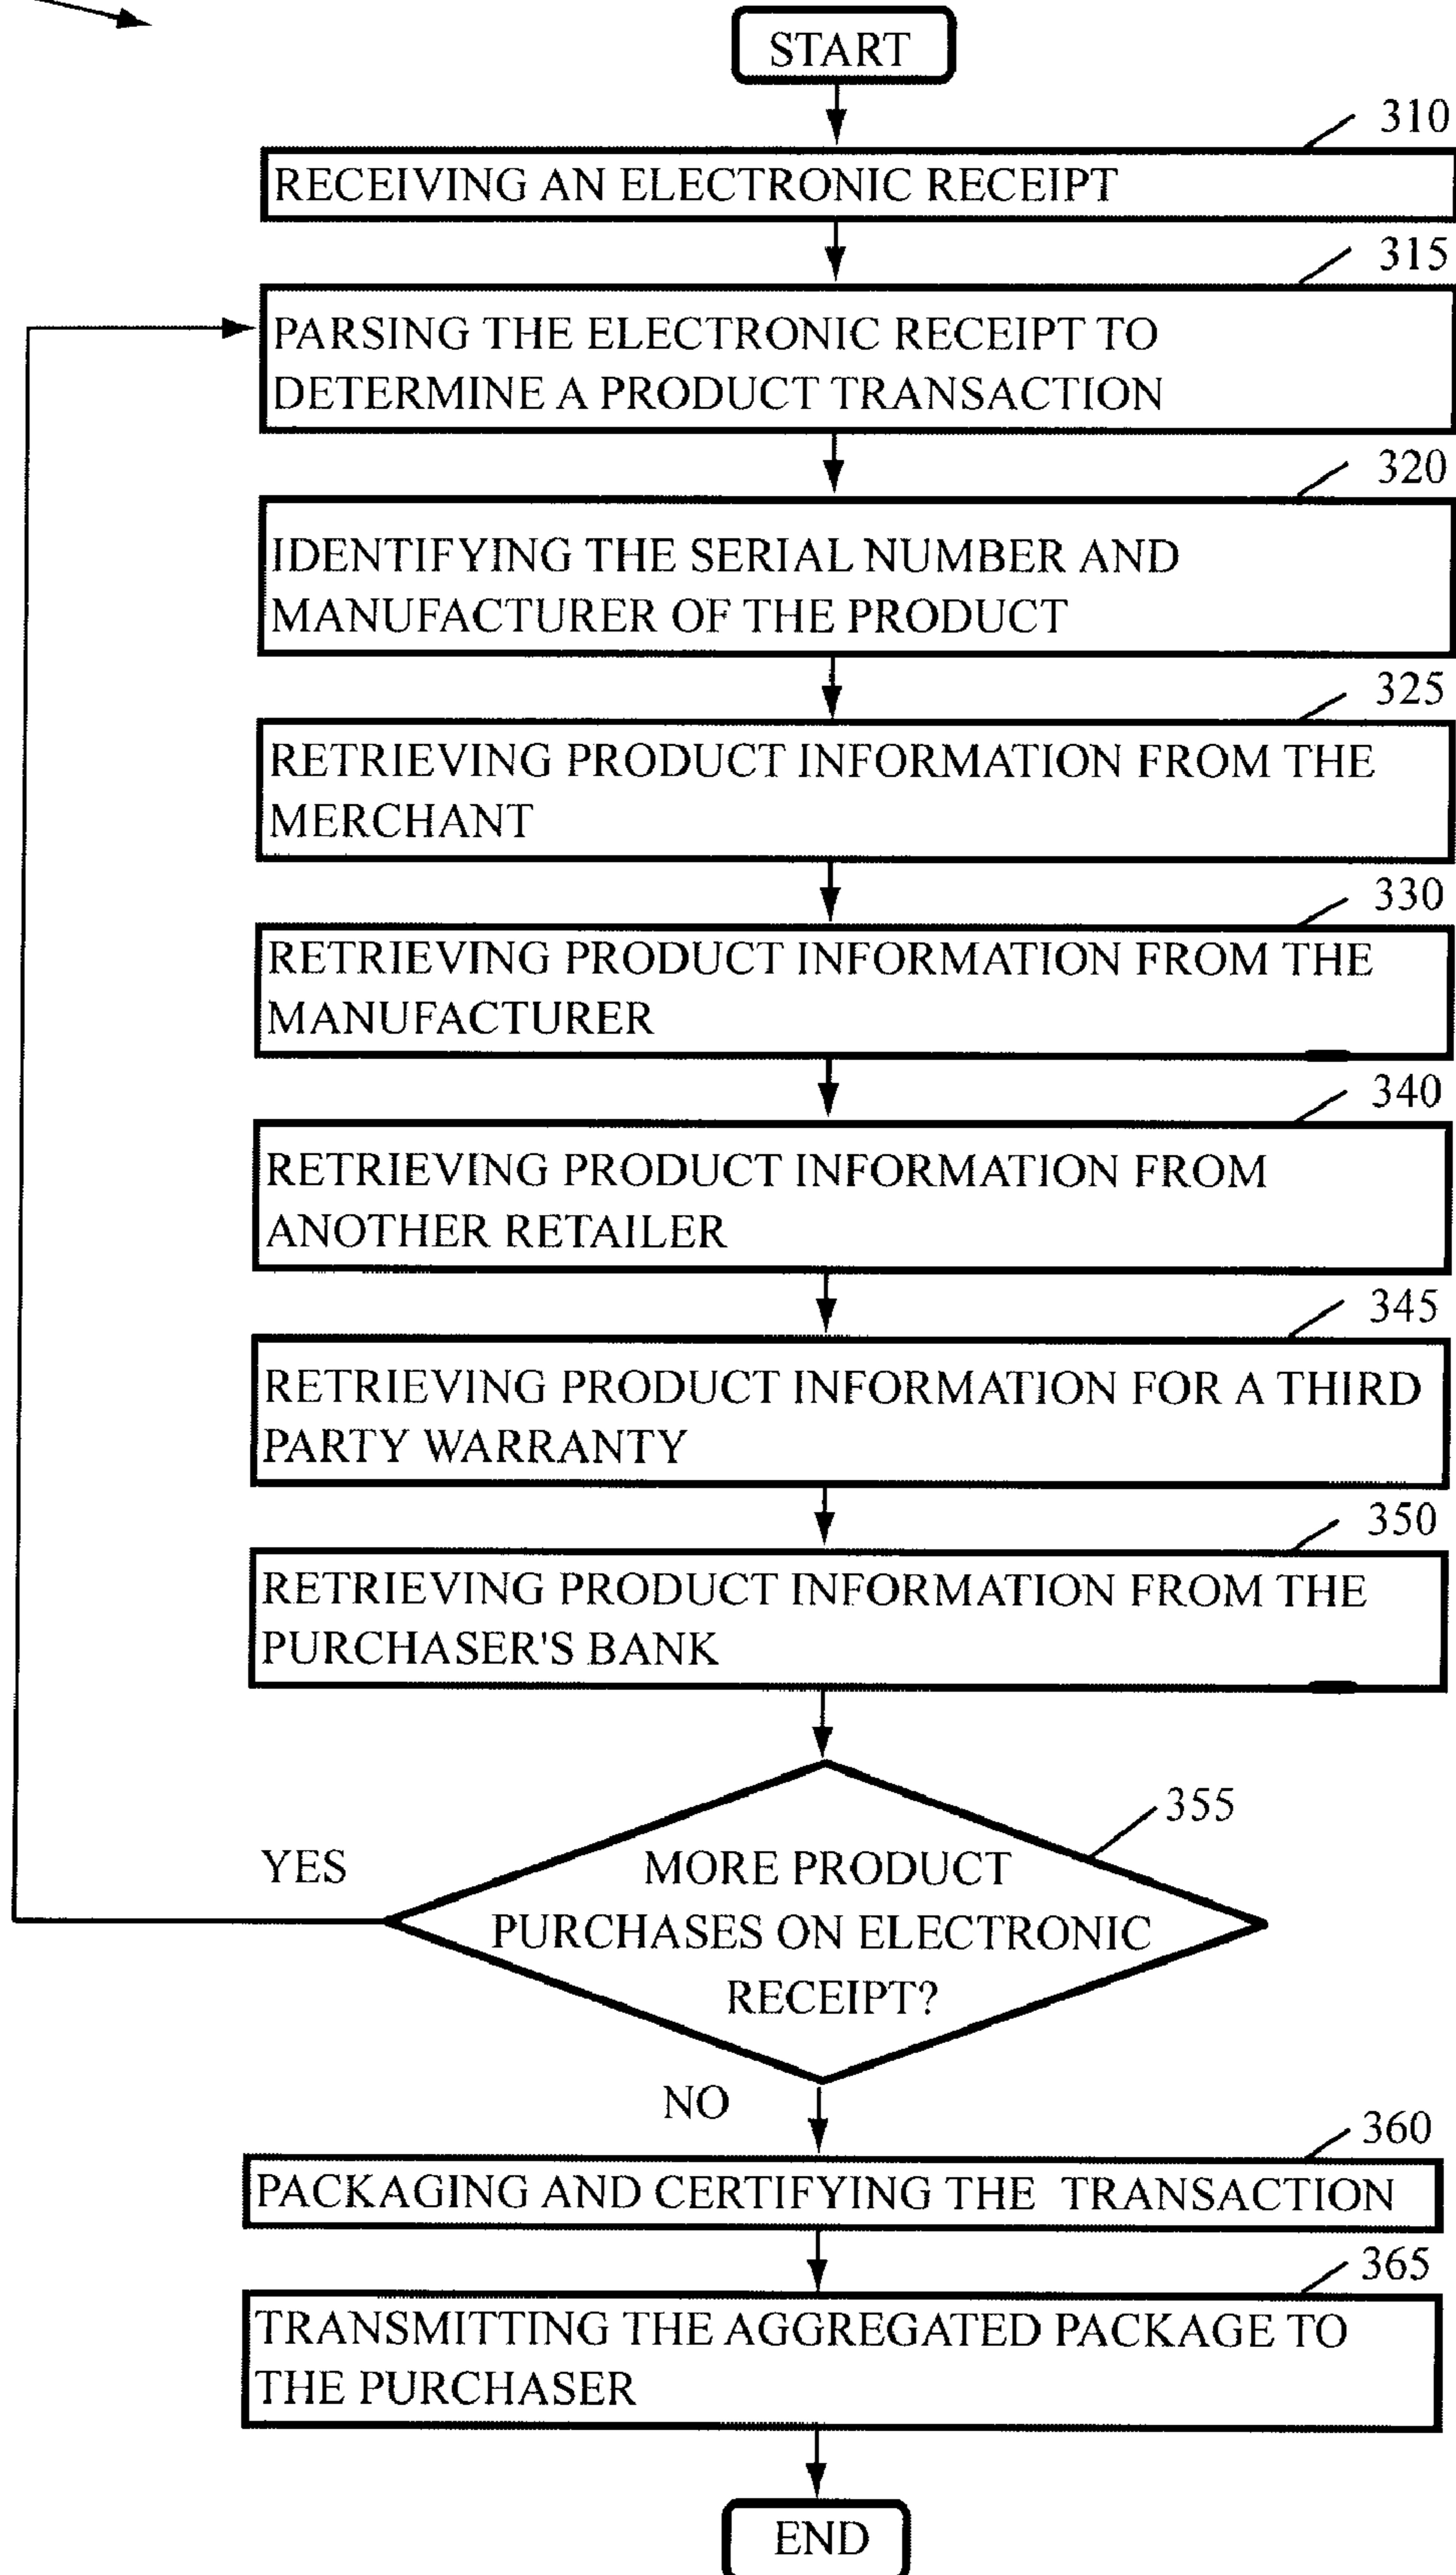 START
310
RECEIVING AN ELECTRONIC RECEIPT
315
PARSING THE ELECTRONIC RECEIPT TO
DETERMINE A PRODUCT TRANSACTION
320
IDENTIFYING THE SERIAL NUMBER AND
MANUFACTURER OF THE PRODUCT
325
RETRIEVING PRODUCT INFORMATION FROM THE
MERCHANT
330
RETRIEVING PRODUCT INFORMATION FROM THE
MANUFACTURER
340
RETRIEVING PRODUCT INFORMATION FROM
ANOTHER RETAILER
345
RETRIEVING PRODUCT INFORMATION FOR A THIRD
PARTY WARRANTY
350
RETRIEVING PRODUCT INFORMATION FROM THE
PURCHASER'S BANK
355
YES
MORE PRODUCT
PURCHASES ON ELECTRONIC
RECEIPT?
NO
360
PACKAGING AND CERTIFYING THE TRANSACTION
365
TRANSMITTING THE AGGREGATED PACKAGE TO
THE PURCHASER
END